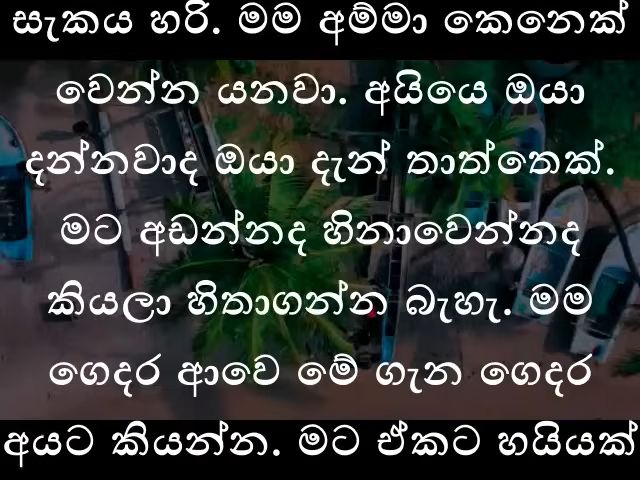 සැකය හරි. මම අම්මා කෙනෙක්
වෙන්න යනවා. අයියෙ ඔයා
දන්නවාද ඔයා දැන් තාත්තෙක්.
මට අඩන්නද හිනාවෙන්නද
කියලා හිතාගන්න බැහැ. මම
ගෙදර ආවෙ මේ ගැන ගෙදර
අයට කියන්න. මට ඒකට හයියක්